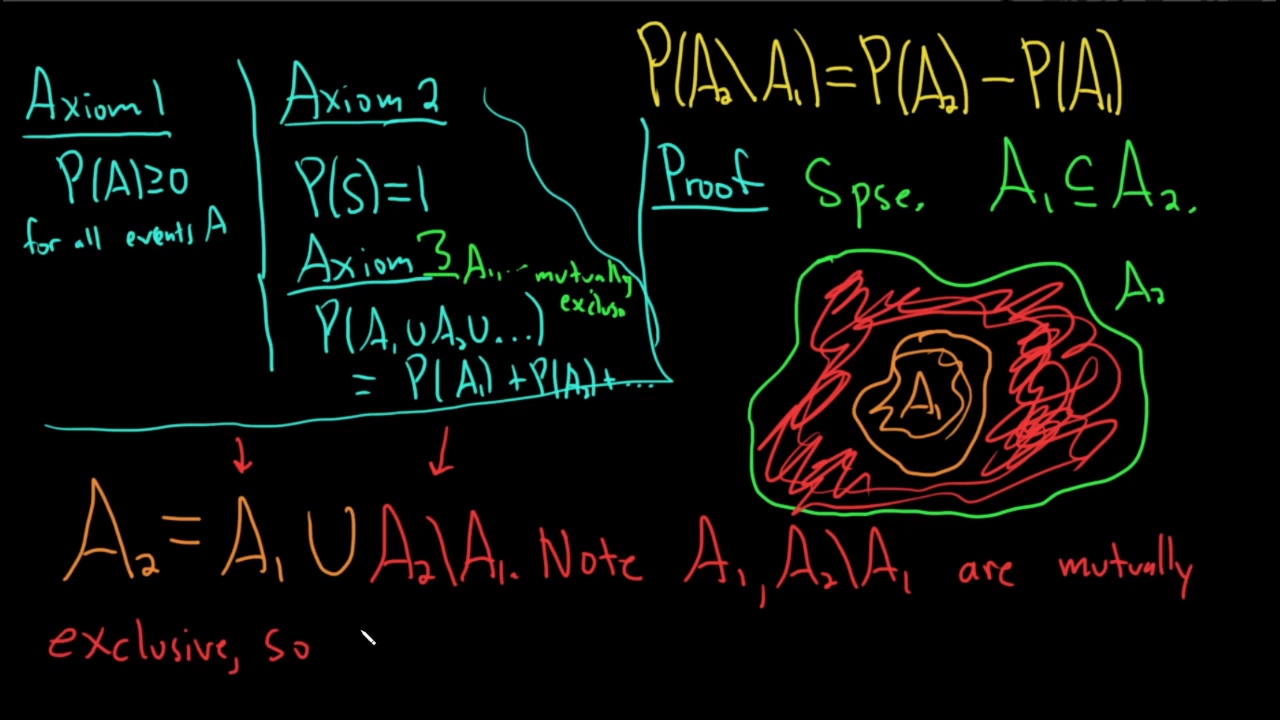 P(A₂\A₁)=P(A₂)-P(A₁)
Axiom 1
P(A)≥0
for all events A
Axiom 2
P(S)=1
Axiom 3 A₁,... mutually
exclusi
P(A₁∪A₂∪...)
= P(A₁)+P(A₂)+...
Proof Spse. A₁⊆A₂.
A₂
A₁
A₂=A₁∪A₂\A₁. Note A₁, A₂\A₁ are mutually
exclusive, so